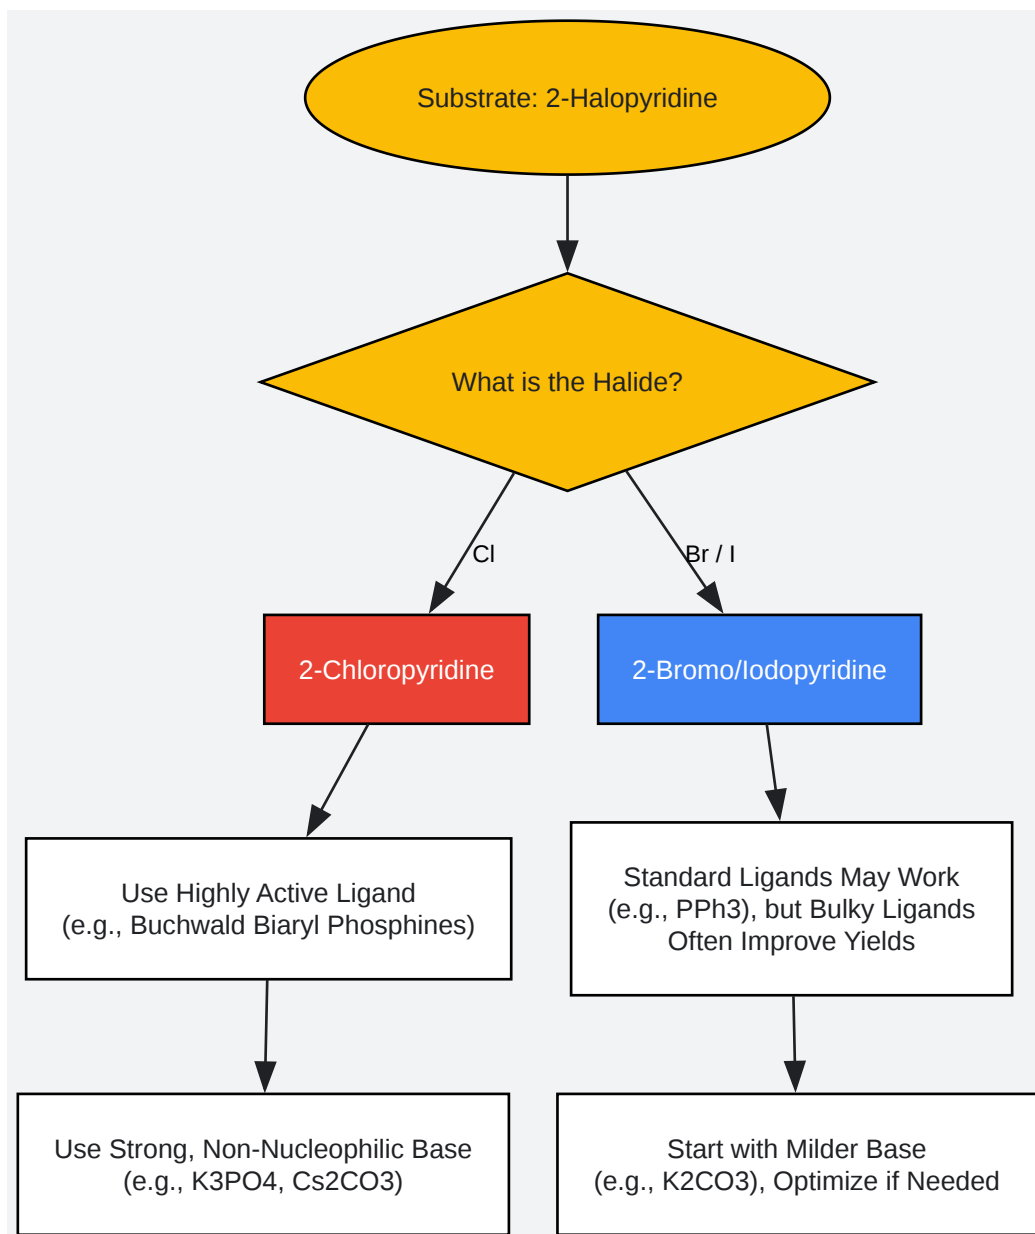 Substrate: 2-Halopyridine
What is the Halide?
Cl
Br / I
2-Chloropyridine
2-Bromo/Iodopyridine
Use Highly Active Ligand
(e.g., Buchwald Biaryl Phosphines)
Standard Ligands May Work
(e.g., PPh3), but Bulky Ligands
Often Improve Yields
Use Strong, Non-Nucleophilic Base
(e.g., K3PO4, Cs2CO3)
Start with Milder Base
(e.g., K2CO3), Optimize if Needed